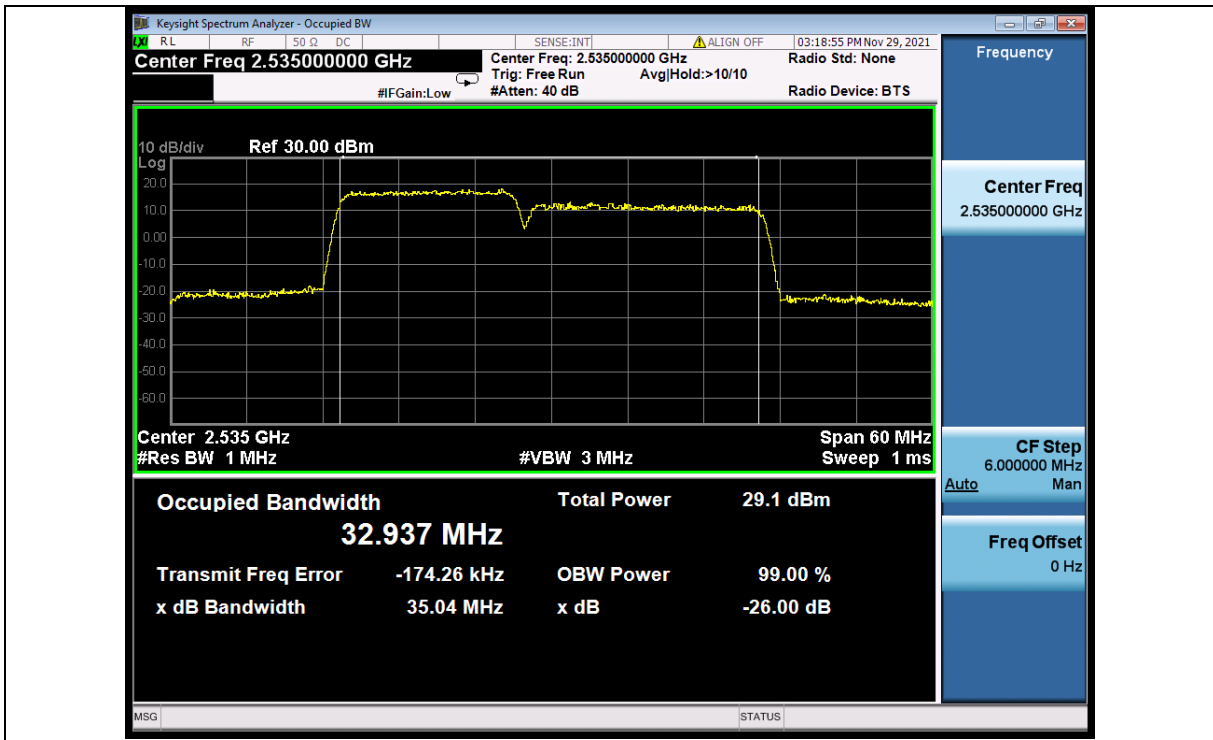 Keysight Spectrum Analyzer - Occupied BW
LXI RL RF 50 Ω DC SENSE:INT ALIGN OFF 03:18:55 PM Nov 29, 2021
Center Freq 2.535000000 GHz
Center Freq: 2.535000000 GHz Radio Std: None
Trig: Free Run Avg|Hold:>10/10
#IFGain:Low #Atten: 40 dB Radio Device: BTS
10 dB/div Ref 30.00 dBm
Log
20.0
10.0
0.00
-10.0
-20.0
-30.0
-40.0
-50.0
-60.0
Center 2.535 GHz Span 60 MHz
#Res BW 1 MHz #VBW 3 MHz Sweep 1 ms
Occupied Bandwidth Total Power 29.1 dBm
32.937 MHz
Transmit Freq Error -174.26 kHz OBW Power 99.00 %
x dB Bandwidth 35.04 MHz x dB -26.00 dB
MSG STATUS
Frequency
Center Freq
2.535000000 GHz
CF Step
6.000000 MHz
Auto Man
Freq Offset
0 Hz